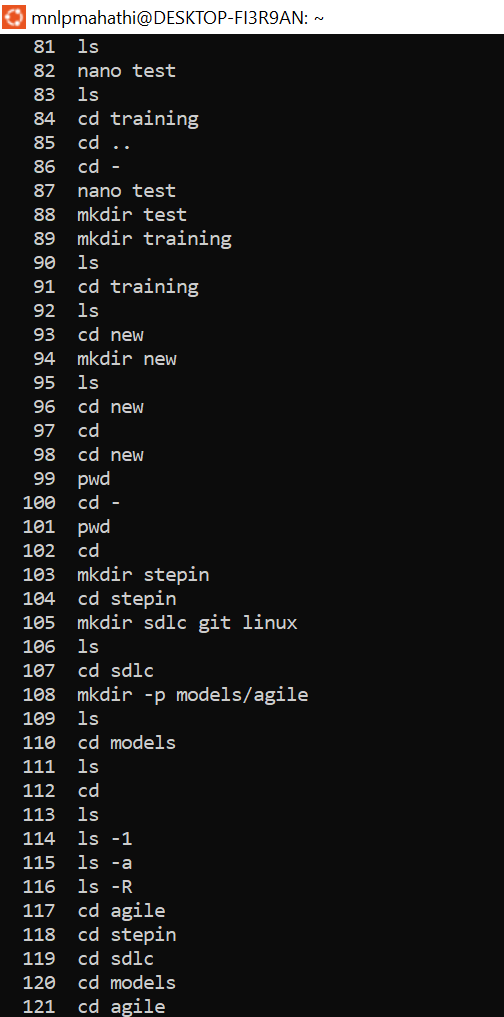 mnlpmahathi@DESKTOP-FI3R9AN: ~
81 ls
82 nano test
83 ls
84 cd training
85 cd ..
86 cd -
87 nano test
88 mkdir test
89 mkdir training
90 ls
91 cd training
92 ls
93 cd new
94 mkdir new
95 ls
96 cd new
97 cd
98 cd new
99 pwd
100 cd -
101 pwd
102 cd
103 mkdir stepin
104 cd stepin
105 mkdir sdlc git linux
106 ls
107 cd sdlc
108 mkdir -p models/agile
109 ls
110 cd models
111 ls
112 cd
113 ls
114 ls -1
115 ls -a
116 ls -R
117 cd agile
118 cd stepin
119 cd sdlc
120 cd models
121 cd agile